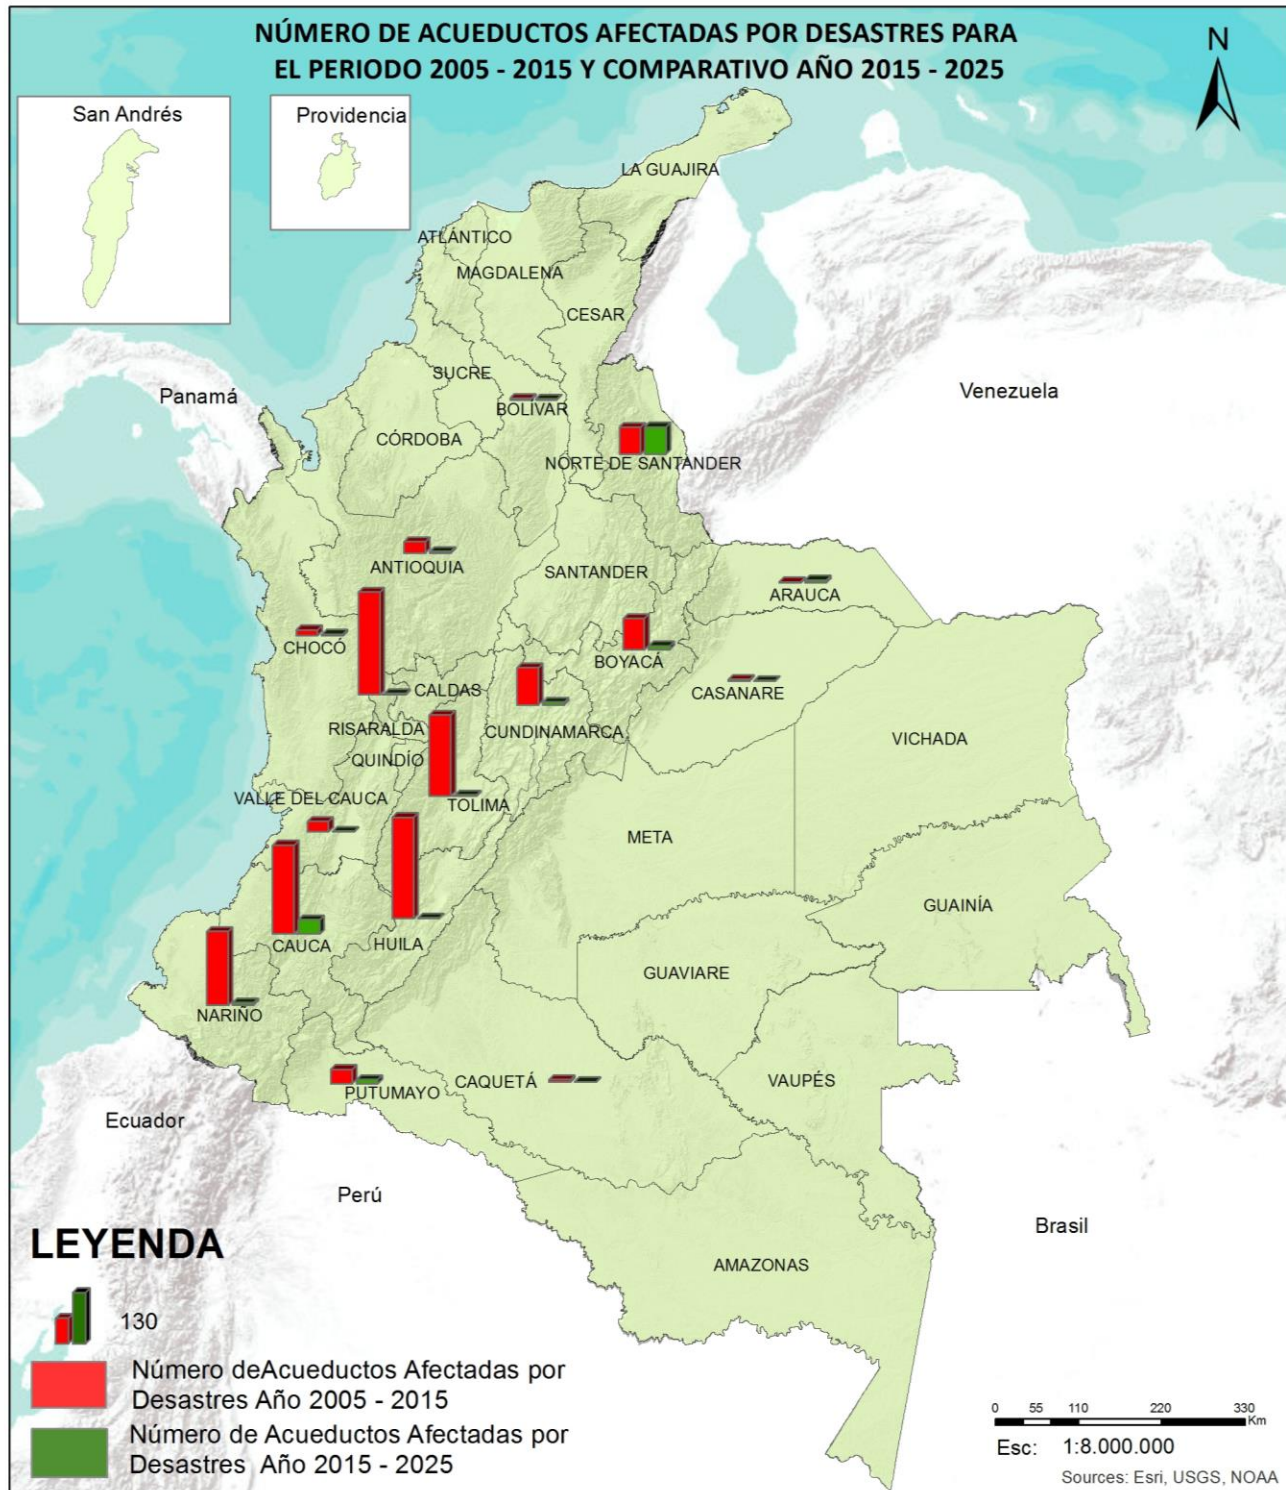 NÚMERO DE ACUEDUCTOS AFECTADAS POR DESASTRES PARA
EL PERIODO 2005 - 2015 Y COMPARATIVO AÑO 2015 - 2025
N
San Andrés
Providencia
LA GUAJIRA
ATLÁNTICO
MAGDALENA
CESAR
SUCRE
Panamá
Venezuela
BOLÍVAR
CÓRDOBA
NORTE DE SANTANDER
ANTIOQUIA
SANTANDER
ARAUCA
CHOCÓ
BOYACÁ
CALDAS
CASANARE
RISARALDA
CUNDINAMARCA
VICHADA
QUINDÍO
VALLE DEL CAUCA
TOLIMA
META
GUAINÍA
CAUCA
HUILA
GUAVIARE
NARIÑO
CAQUETÁ
VAUPÉS
PUTUMAYO
Ecuador
Perú
Brasil
AMAZONAS
LEYENDA
130
Número deAcueductos Afectadas por
Desastres Año 2005 - 2015
Número de Acueductos Afectadas por
Desastres Año 2015 - 2025
0 55 110 220 330
Km
Esc: 1:8.000.000
Sources: Esri, USGS, NOAA